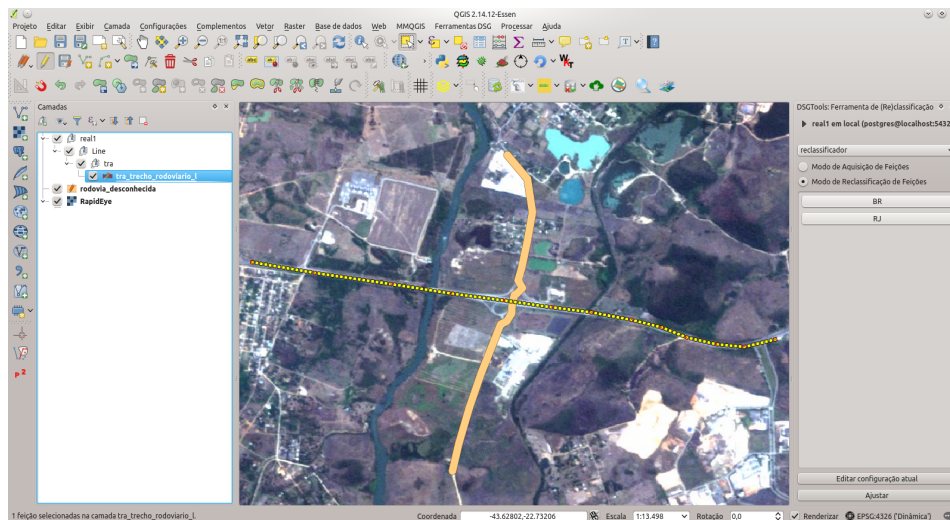 QGIS 2.14.12-Essen
Projeto Editar Exibir Camada Configurações Complementos Vetor Raster Base de dados Web MMQGIS Ferramentas DSG Processar Ajuda
Camadas
real1
Line
tra
tra_trecho_rodoviario_l
rodovia_desconhecida
RapidEye
DSGTools: Ferramenta de (Re)classificação
real1 em local (postgres@localhost:5432
reclassificador
Modo de Aquisição de Feições
Modo de Reclassificação de Feições
BR
RJ
Editar configuração atual
Ajustar
1 feição selecionadas na camada tra_trecho_rodoviario_l.
Coordenada -43.62802,-22.73206 Escala 1:13.498 Rotação 0,0 Renderizar EPSG:4326 ('Dinâmica')